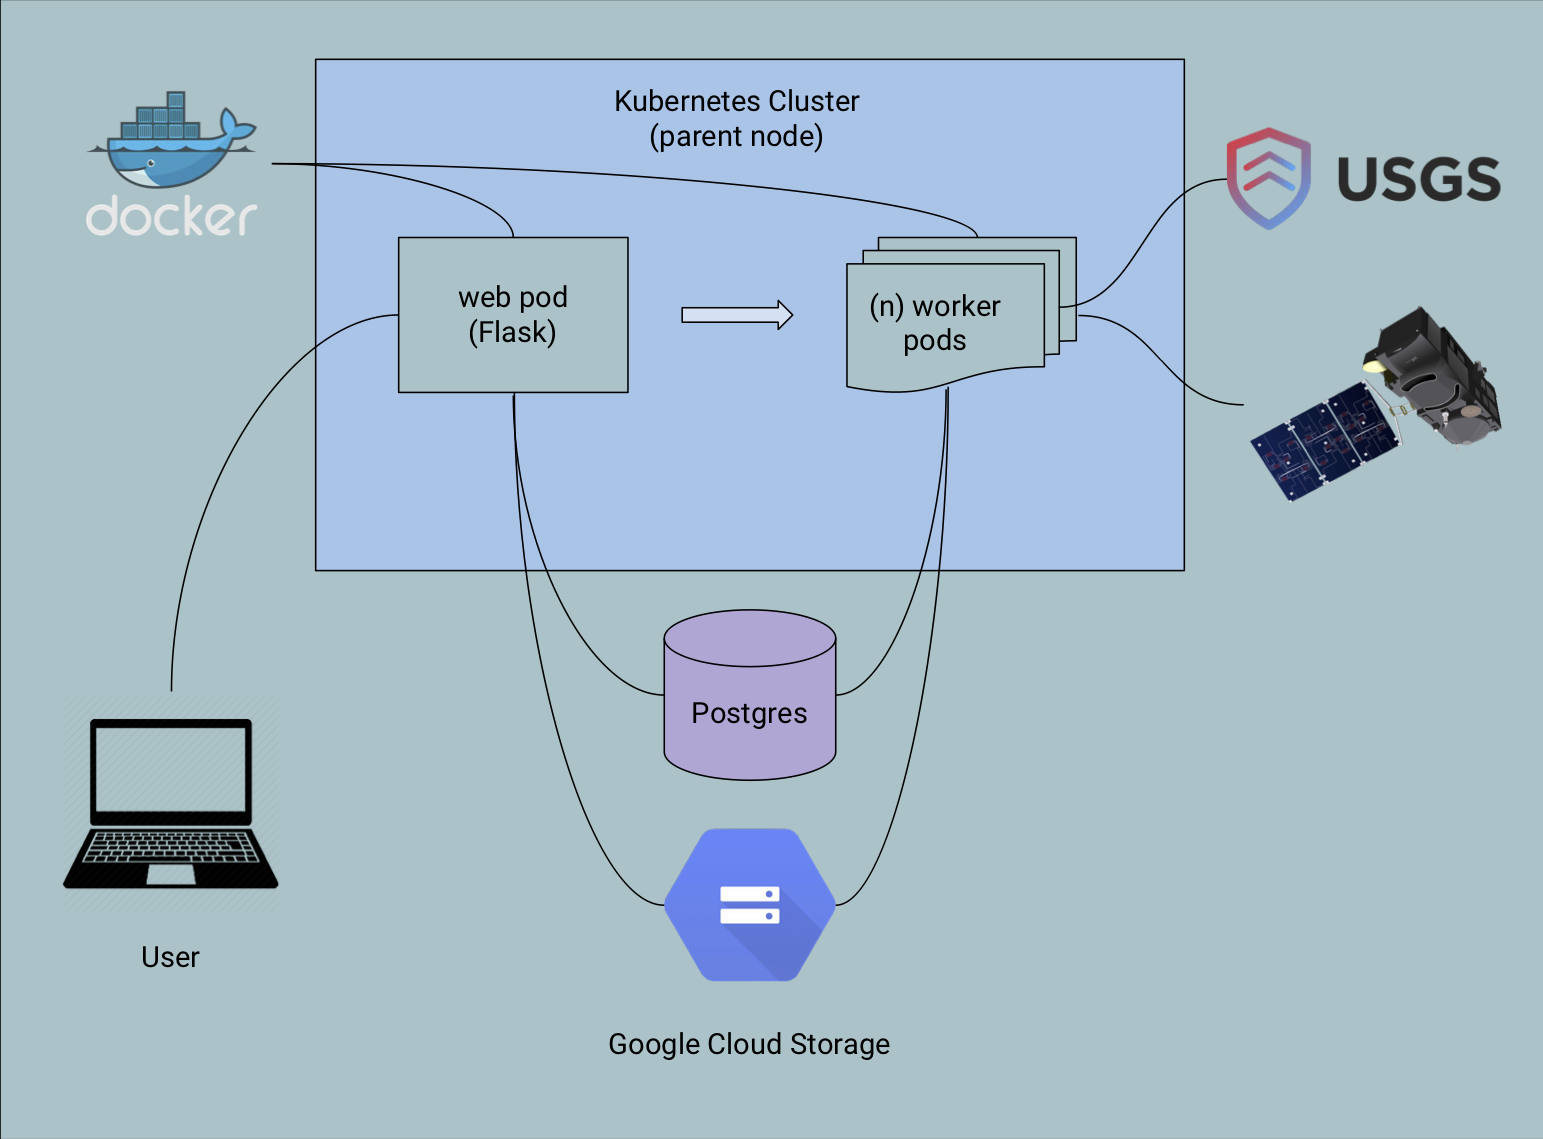 Kubernetes Cluster
(parent node)
docker
USGS
web pod
(Flask)
(n) worker
pods
Postgres
User
Google Cloud Storage